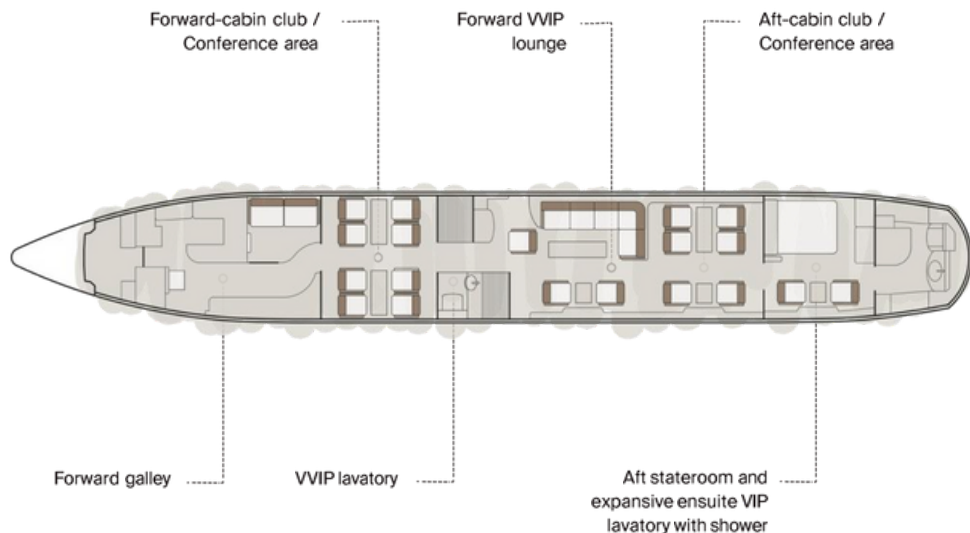 Forward-cabin club /
Conference area
Forward VVIP
lounge
Aft-cabin club /
Conference area
Forward galley
VVIP lavatory
Aft stateroom and
expansive ensuite VIP
lavatory with shower